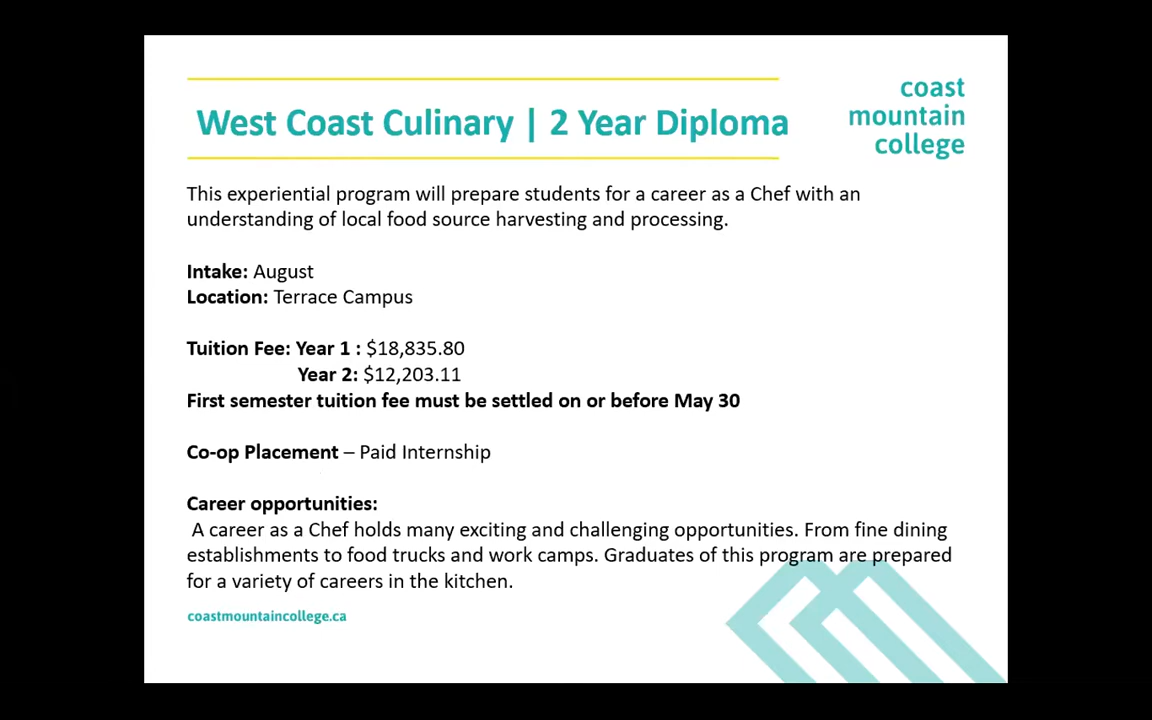 West Coast Culinary | 2 Year Diploma
coast
mountain
college
This experiential program will prepare students for a career as a Chef with an
understanding of local food source harvesting and processing.
Intake: August
Location: Terrace Campus
Tuition Fee: Year 1 : $18,835.80
Year 2: $12,203.11
First semester tuition fee must be settled on or before May 30
Co-op Placement – Paid Internship
Career opportunities:
A career as a Chef holds many exciting and challenging opportunities. From fine dining
establishments to food trucks and work camps. Graduates of this program are prepared
for a variety of careers in the kitchen.
coastmountaincollege.ca